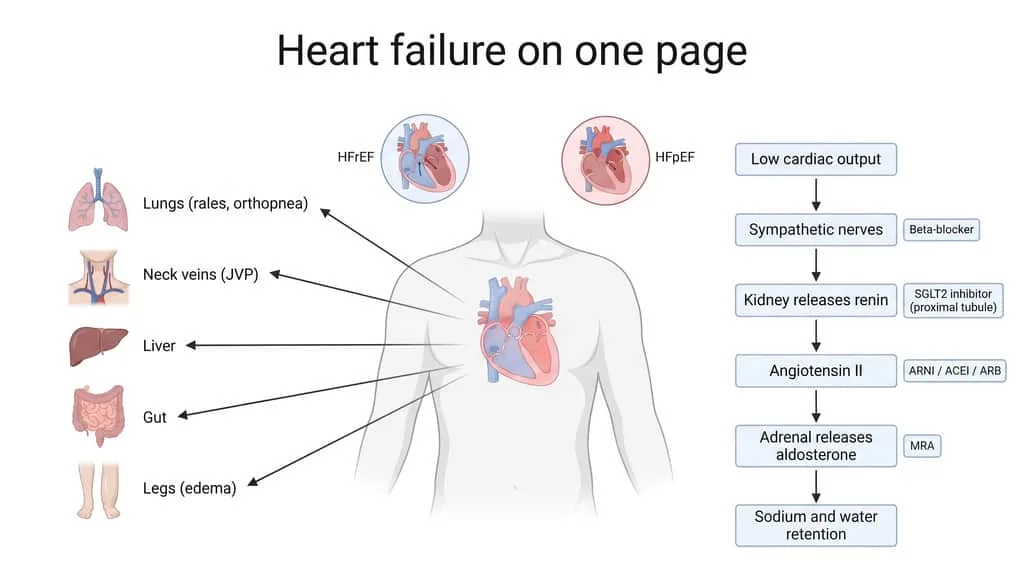 Heart failure on one page
HFrEF
HFpEF
Lungs (rales, orthopnea)
Neck veins (JVP)
Liver
Gut
Legs (edema)
Low cardiac output
Sympathetic nerves
Beta-blocker
Kidney releases renin
SGLT2 inhibitor
(proximal tubule)
Angiotensin II
ARNI / ACEI / ARB
Adrenal releases
aldosterone
MRA
Sodium and water
retention